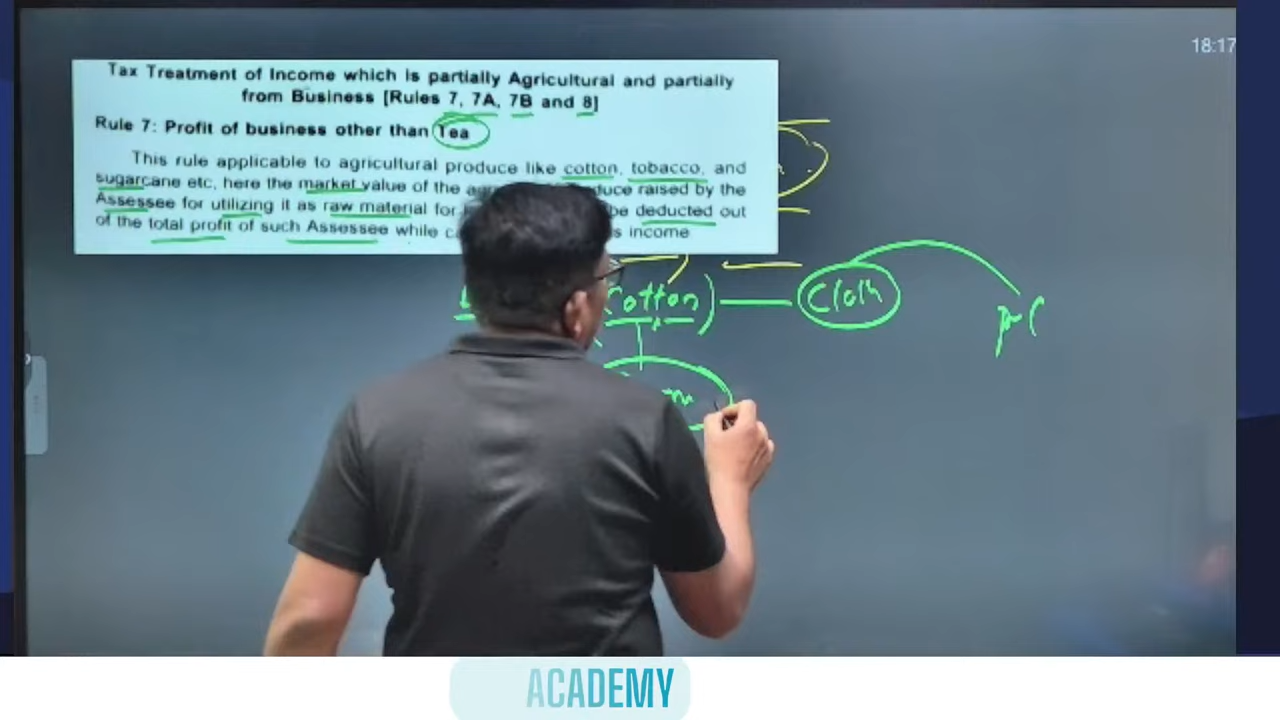 18:17
Tax Treatment of Income which is partially Agricultural and partially
from Business [Rules 7, 7A, 7B and 8]
Rule 7: Profit of business other than Tea
This rule applicable to agricultural produce like cotton, tobacco, and
sugarcane etc, here the market value of the duce raised by the
Assessee for utilizing it as raw material for be deducted out
of the total profit of such Assessee while s income
Cotton) Cloth
ACADEMY